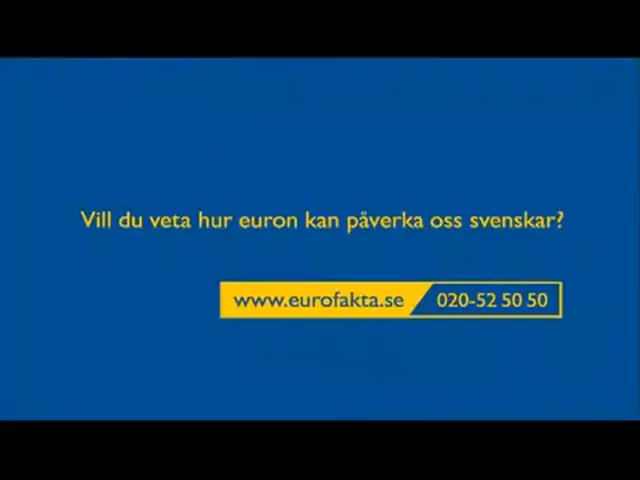 Vill du veta hur euron kan påverka oss svenskar?
www.eurofakta.se 020-52 50 50